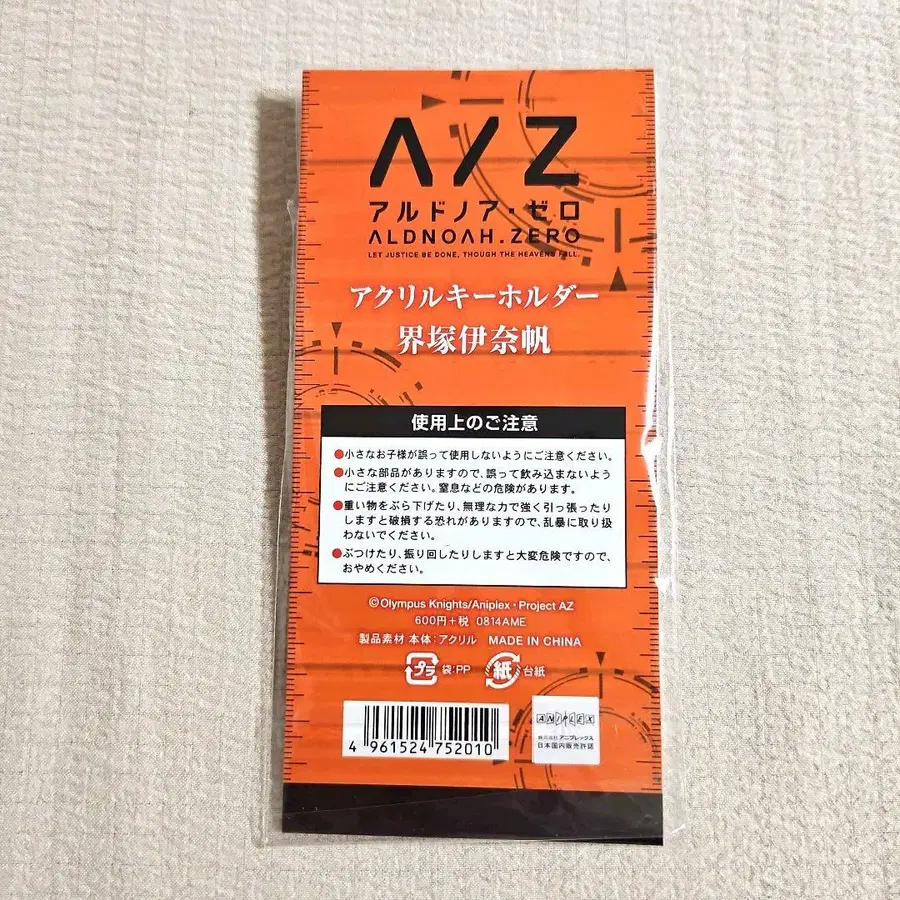 A/Z
アルドノア・ゼロ
ALDNOAH.ZERO
LET JUSTICE BE DONE, THOUGH THE HEAVENS FALL.
アクリルキーホルダー
界塚伊奈帆
使用上のご注意
●小さなお子様が誤って使用しないようにご注意ください。
●小さな部品がありますので、誤って飲み込まないよう
にご注意ください。窒息などの危険があります。
●重い物をぶら下げたり、無理な力で強く引っ張ったり
しますと破損する恐れがありますので、乱暴に取り扱
わないでください。
●ぶつけたり、振り回したりしますと大変危険ですので、
おやめください。
©Olympus Knights/Aniplex・Project AZ
600円+税 0814AME
製品素材 本体:アクリル MADE IN CHINA
プラ 袋:PP 紙 台紙
4 961524 752010
ANIPLEX
株式会社 アニプレックス
日本国内販売許諾